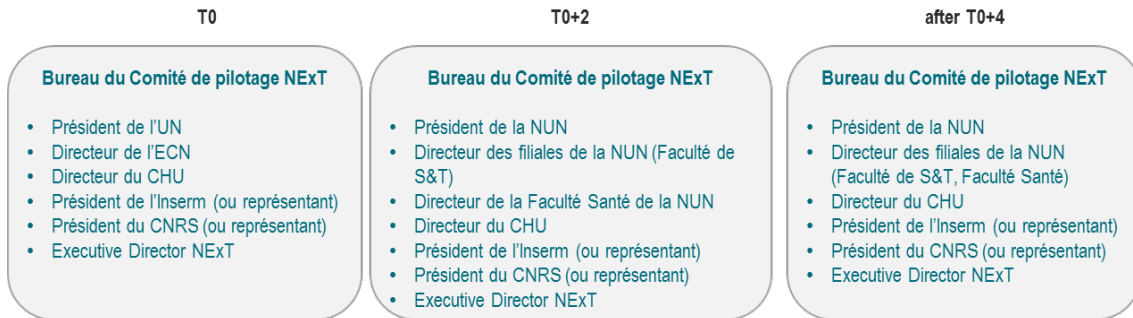 T0
Bureau du Comité de pilotage NExT
• Président de l'UN
• Directeur de l'ECN
• Directeur du CHU
• Président de l'Inserm (ou représentant)
• Président du CNRS (ou représentant)
• Executive Director NExT
T0+2
Bureau du Comité de pilotage NExT
• Président de la NUN
• Directeur des filiales de la NUN (Faculté de
S&T)
• Directeur de la Faculté Santé de la NUN
• Directeur du CHU
• Président de l'Inserm (ou représentant)
• Président du CNRS (ou représentant)
• Executive Director NExT
after T0+4
Bureau du Comité de pilotage NExT
• Président de la NUN
• Directeur des filiales de la NUN
(Faculté de S&T, Faculté Santé)
• Directeur du CHU
• Président de l'Inserm (ou représentant)
• Président du CNRS (ou représentant)
• Executive Director NExT